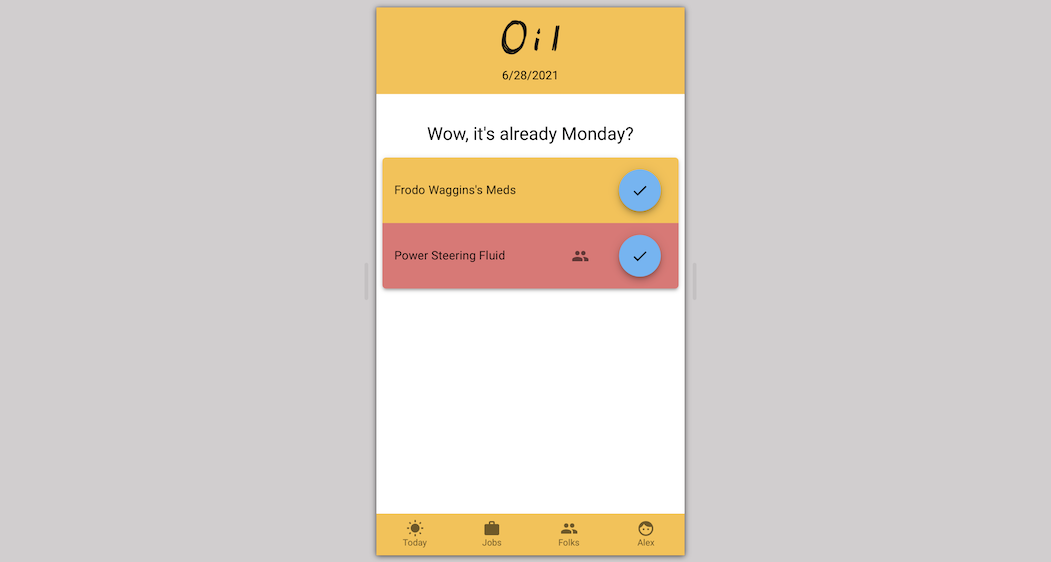 Oil
6/28/2021
Wow, it's already Monday?
Frodo Waggins's Meds
Power Steering Fluid
Today Jobs Folks Alex